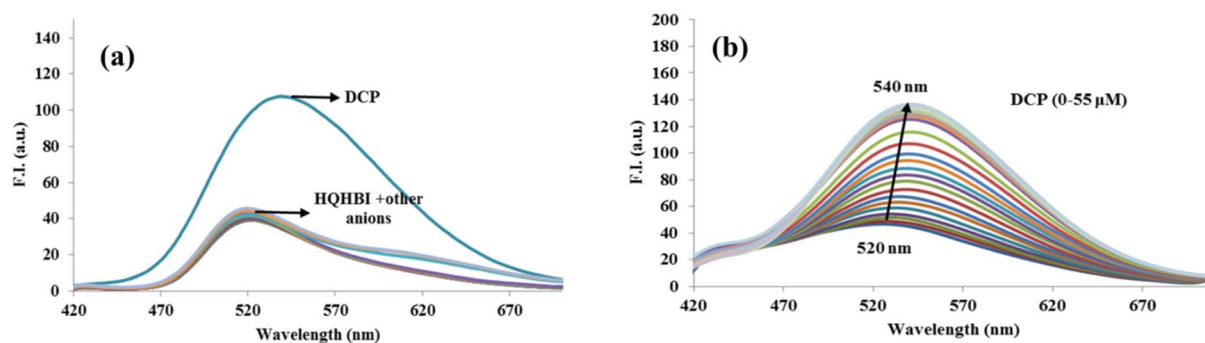 (a)
F.I. (a.u.)
140
120
100
80
60
40
20
0
DCP
HQHBI +other
anions
420 470 520 570 620 670
Wavelength (nm)
(b)
F.I. (a.u.)
200
180
160
140
120
100
80
60
40
20
0
540 nm
DCP (0-55 µM)
520 nm
420 470 520 570 620 670
Wavelength (nm)